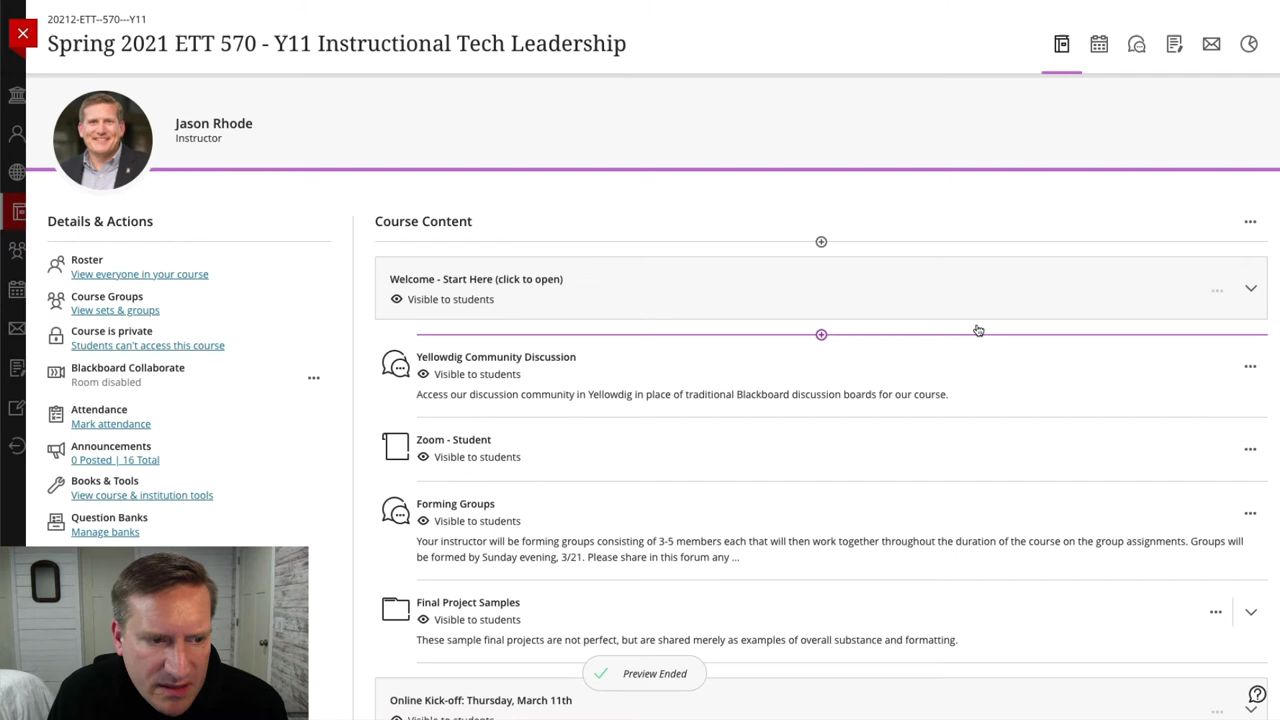 20212-ETT--570---Y11
Spring 2021 ETT 570 - Y11 Instructional Tech Leadership
Jason Rhode
Instructor
Details & Actions
Roster
View everyone in your course
Course Groups
View sets & groups
Course is private
Students can't access this course
Blackboard Collaborate
Room disabled
Attendance
Mark attendance
Announcements
0 Posted | 16 Total
Books & Tools
View course & institution tools
Question Banks
Manage banks
Course Content
Welcome - Start Here (click to open)
Visible to students
Yellowdig Community Discussion
Visible to students
Access our discussion community in Yellowdig in place of traditional Blackboard discussion boards for our course.
Zoom - Student
Visible to students
Forming Groups
Visible to students
Your instructor will be forming groups consisting of 3-5 members each that will then work together throughout the duration of the course on the group assignments. Groups will
be formed by Sunday evening, 3/21. Please share in this forum any ...
Final Project Samples
Visible to students
These sample final projects are not perfect, but are shared merely as examples of overall substance and formatting.
Preview Ended
Online Kick-off: Thursday, March 11th
Visible to students